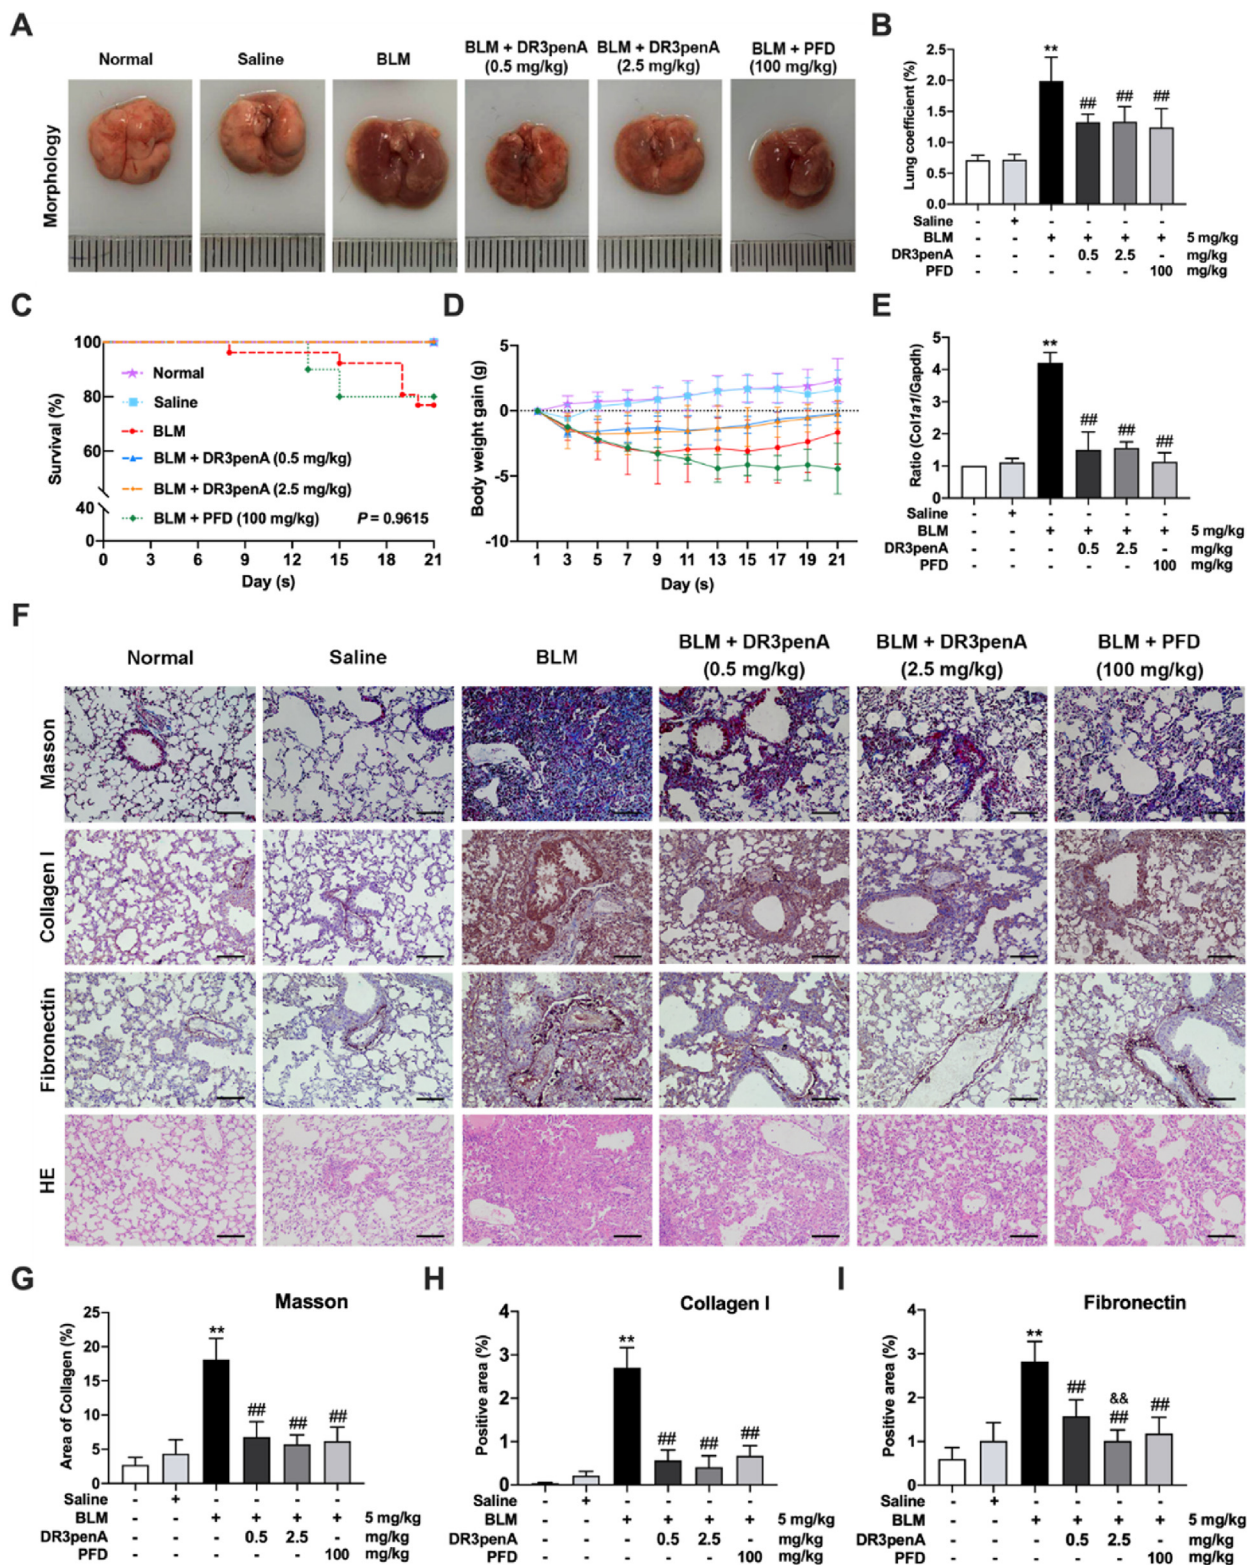 A
Normal
Saline
BLM
BLM + DR3penA
(0.5 mg/kg)
BLM + DR3penA
(2.5 mg/kg)
BLM + PFD
(100 mg/kg)
Morphology
B
Lung coefficient (%)
2.5
2.0
1.5
1.0
0.5
0.0
**
##
##
##
Saline - + - - - -
BLM - - + + + + 5 mg/kg
DR3penA - - - 0.5 2.5 - mg/kg
PFD - - - - - 100 mg/kg
C
Survival (%)
100
80
60
40
0
Normal
Saline
BLM
BLM + DR3penA (0.5 mg/kg)
BLM + DR3penA (2.5 mg/kg)
BLM + PFD (100 mg/kg) P = 0.9615
0 3 6 9 12 15 18 21
Day (s)
D
Body weight gain (g)
5
0
-5
-10
1 3 5 7 9 11 13 15 17 19 21
Day (s)
E
Ratio (Col1a1/Gapdh)
5
4
3
2
1
0
**
##
##
##
Saline - + - - - -
BLM - - + + + + 5 mg/kg
DR3penA - - - 0.5 2.5 - mg/kg
PFD - - - - - 100 mg/kg
F
Normal
Saline
BLM
BLM + DR3penA
(0.5 mg/kg)
BLM + DR3penA
(2.5 mg/kg)
BLM + PFD
(100 mg/kg)
Masson
Collagen I
Fibronectin
HE
G
Masson
Area of Collagen (%)
25
20
15
10
5
0
**
##
##
##
Saline - + - - - -
BLM - - + + + + 5 mg/kg
DR3penA - - - 0.5 2.5 - mg/kg
PFD - - - - - 100 mg/kg
H
Collagen I
Positive area (%)
4
3
2
1
0
**
##
##
##
Saline - + - - - -
BLM - - + + + + 5 mg/kg
DR3penA - - - 0.5 2.5 - mg/kg
PFD - - - - - 100 mg/kg
I
Fibronectin
Positive area (%)
4
3
2
1
0
**
##
&&
##
##
Saline - + - - - -
BLM - - + + + + 5 mg/kg
DR3penA - - - 0.5 2.5 - mg/kg
PFD - - - - - 100 mg/kg